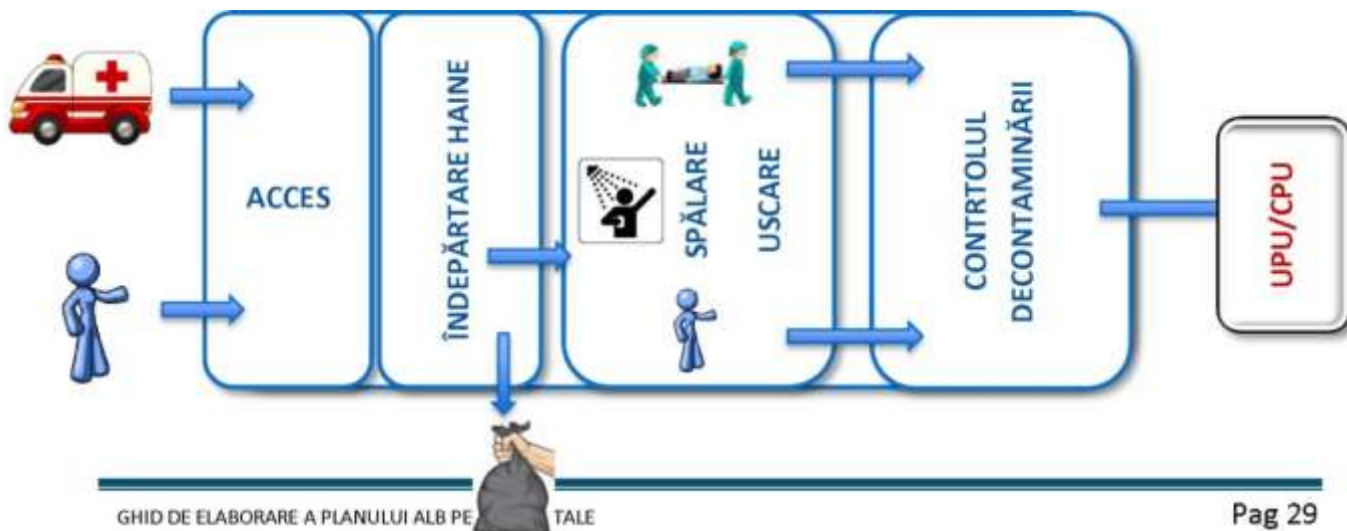 ACCES
ÎNDEPĂRTARE HAINE
SPĂLARE
USCARE
CONTRTOLUL
DECONTAMINĂRII
UPU/CPU
GHID DE ELABORARE A PLANULUI ALB PE
TALE
Pag 29